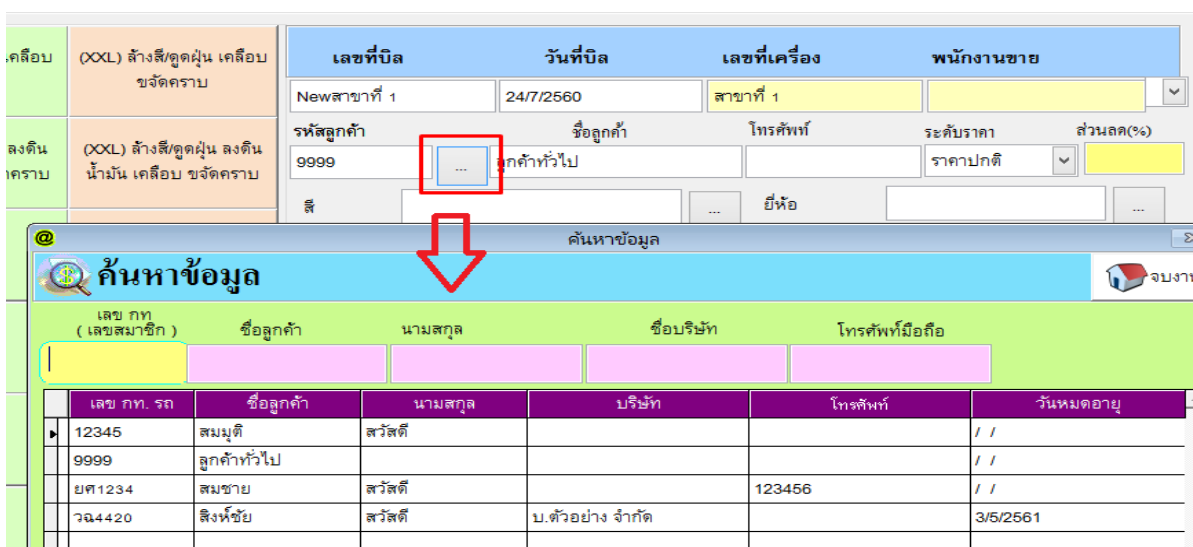 เคลือบ
(XXL) ล้างสี/ดูดฝุ่น เคลือบ
ขจัดคราบ
เลขที่บิล วันที่บิล เลขที่เครื่อง พนักงานขาย
Newสาขาที่ 1 24/7/2560 สาขาที่ 1
รหัสลูกค้า ชื่อลูกค้า โทรศัพท์ ระดับราคา ส่วนลด(%)
ลงดิน
(XXL) ล้างสี/ดูดฝุ่น ลงดิน
น้ำมัน เคลือบ ขจัดคราบ
9999 ... ลูกค้าทั่วไป ราคาปกติ
สี ... ยี่ห้อ ...
@ ค้นหาข้อมูล
ค้นหาข้อมูล จบงาน
เลข กท
( เลขสมาชิก ) ชื่อลูกค้า นามสกุล ชื่อบริษัท โทรศัพท์มือถือ
เลข กท. รถ ชื่อลูกค้า นามสกุล บริษัท โทรศัพท์ วันหมดอายุ
12345 สมมุติ สวัสดี / /
9999 ลูกค้าทั่วไป / /
ยศ1234 สมชาย สวัสดี 123456 / /
วฉ4420 สิงห์ชัย สวัสดี บ.ตัวอย่าง จำกัด 3/5/2561